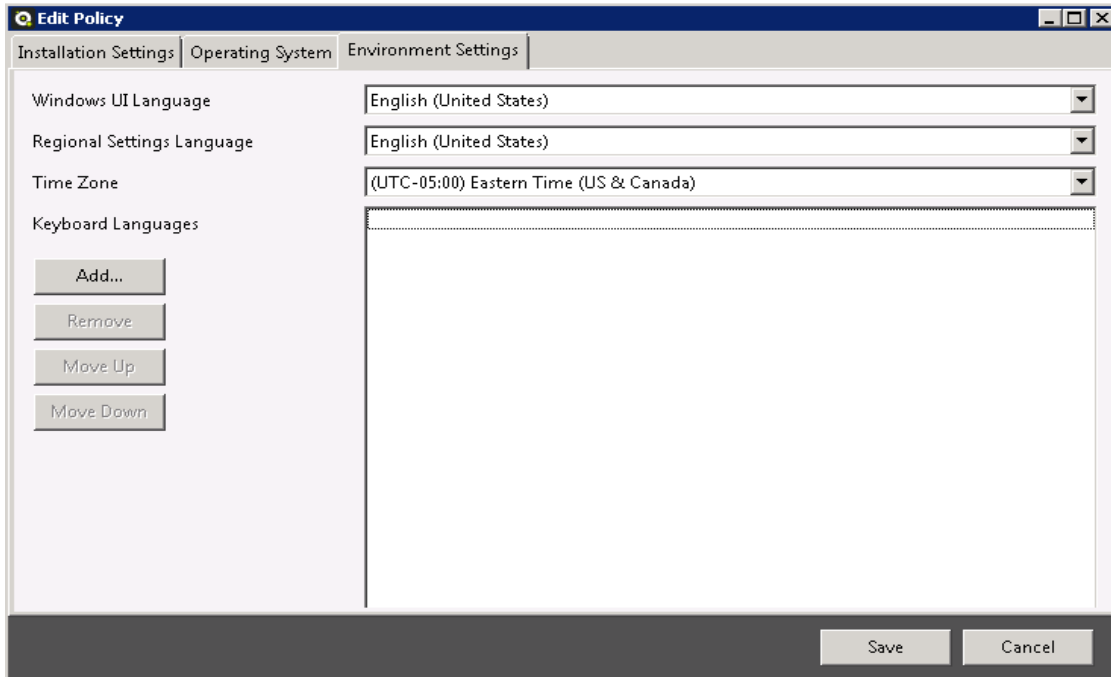 Edit Policy
Installation Settings Operating System Environment Settings
Windows UI Language English (United States)
Regional Settings Language English (United States)
Time Zone (UTC-05:00) Eastern Time (US & Canada)
Keyboard Languages
Add...
Remove
Move Up
Move Down
Save Cancel